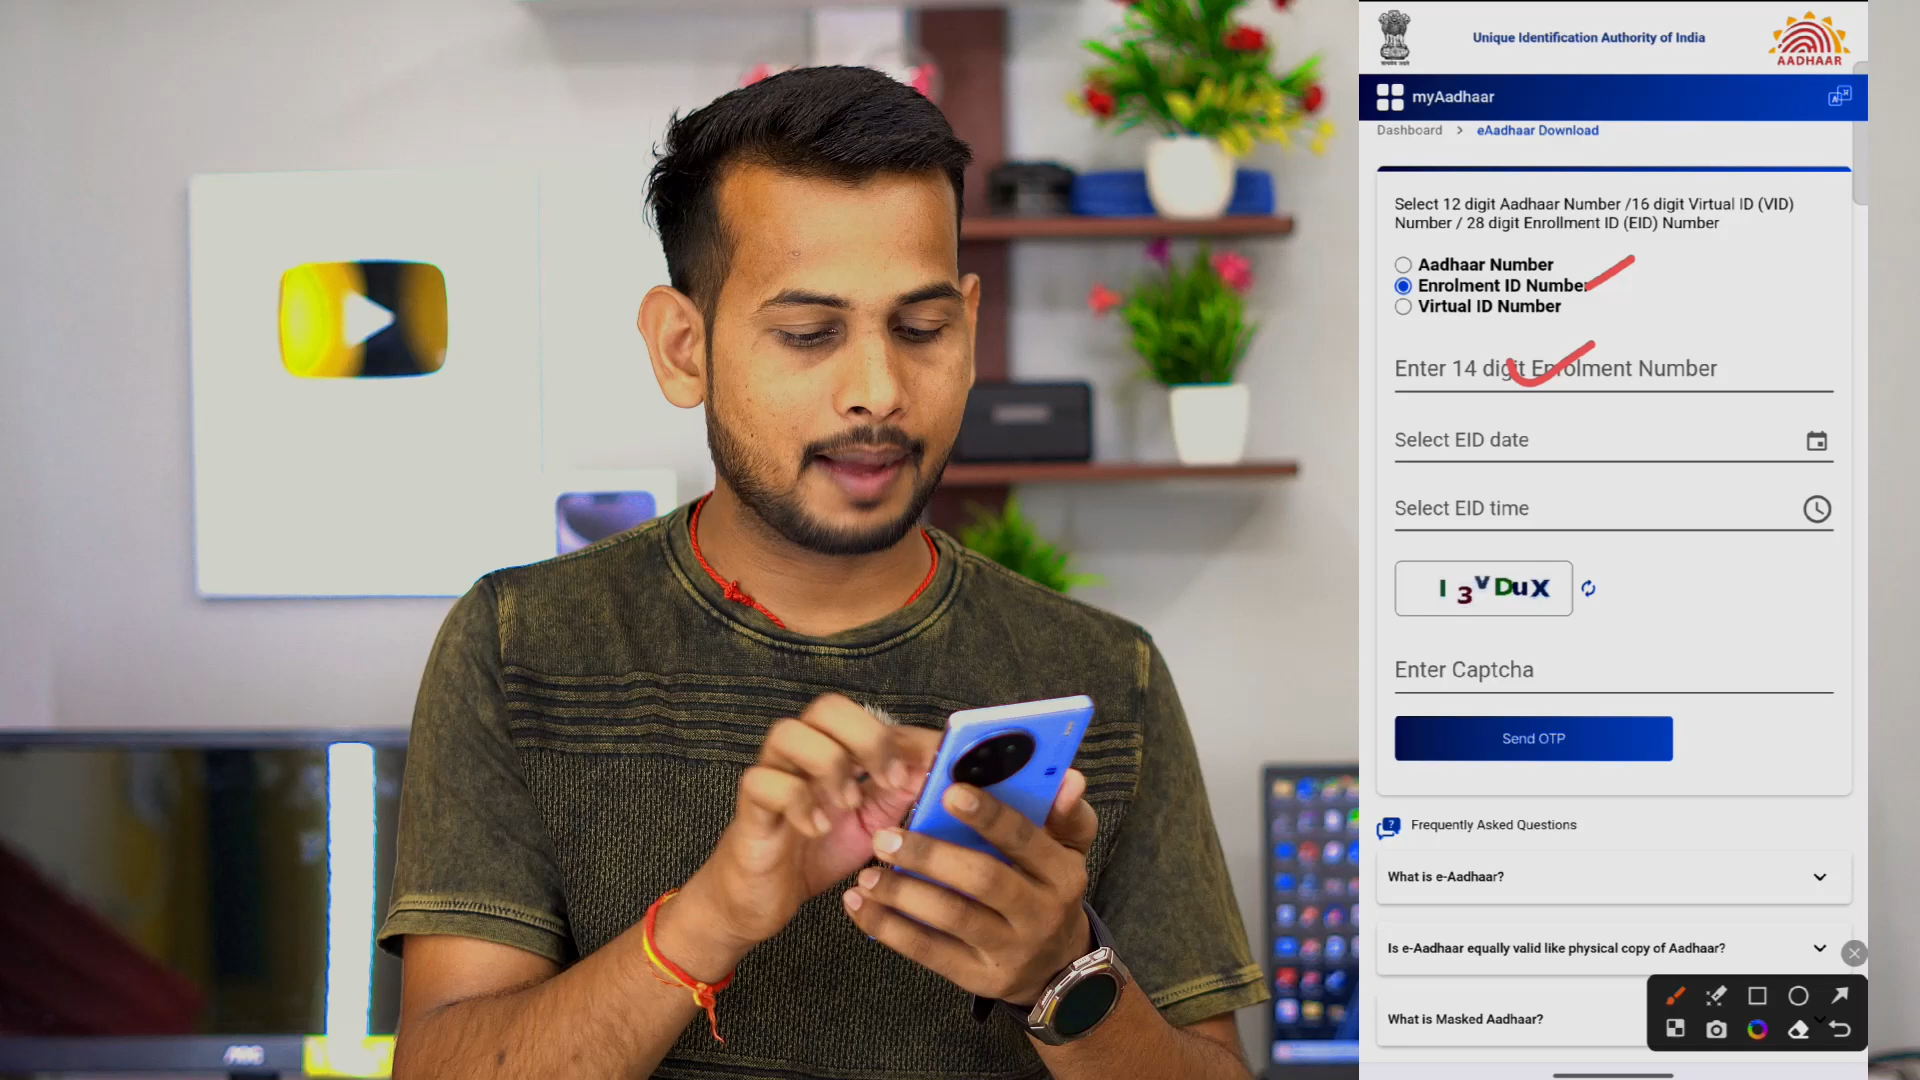 Unique Identification Authority of India
AADHAAR
myAadhaar
Dashboard > eAadhaar Download
Select 12 digit Aadhaar Number /16 digit Virtual ID (VID)
Number / 28 digit Enrollment ID (EID) Number
Aadhaar Number
Enrolment ID Number
Virtual ID Number
Enter 14 digit Enrolment Number
Select EID date
Select EID time
I3vDuX
Enter Captcha
Send OTP
Frequently Asked Questions
What is e-Aadhaar?
Is e-Aadhaar equally valid like physical copy of Aadhaar?
What is Masked Aadhaar?
AOC